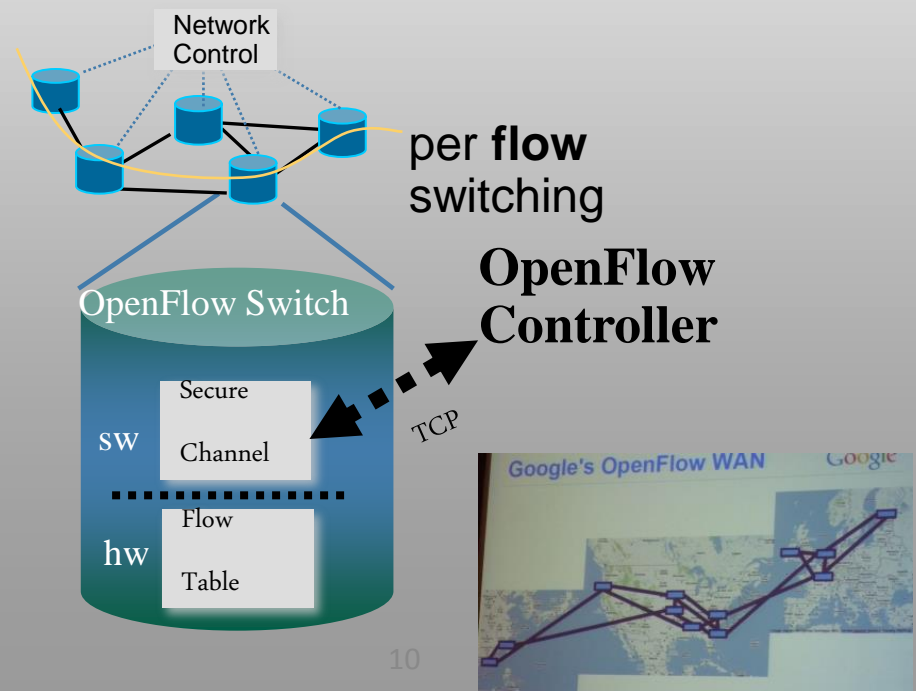 Network
Control
per flow
switching
OpenFlow
Controller
OpenFlow Switch
Secure
Channel
sw
TCP
Flow
Table
hw
Google's OpenFlow WAN
Google
10